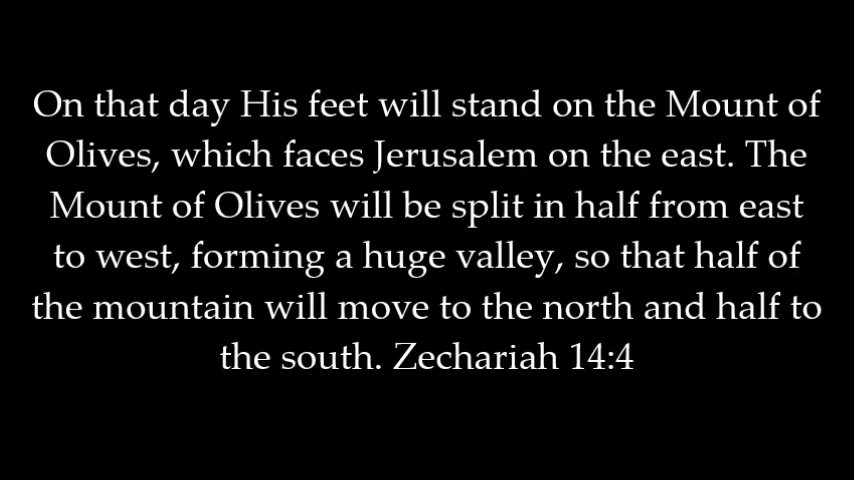 On that day His feet will stand on the Mount of
Olives, which faces Jerusalem on the east. The
Mount of Olives will be split in half from east
to west, forming a huge valley, so that half of
the mountain will move to the north and half to
the south. Zechariah 14:4